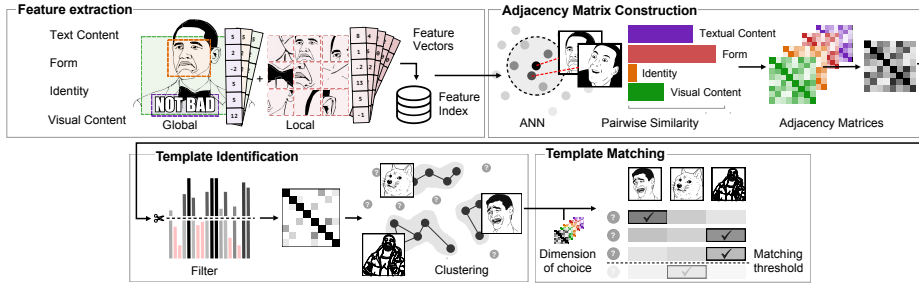 Feature extraction
Text Content
Form
Identity
Visual Content
NOT BAD
Global
+
Local
Feature
Vectors
Feature
Index
Adjacency Matrix Construction
ANN
Textual Content
Form
Identity
Visual Content
Pairwise Similarity
Adjacency Matrices
Template Identification
Filter
Clustering
Template Matching
Dimension
of choice
Matching
threshold